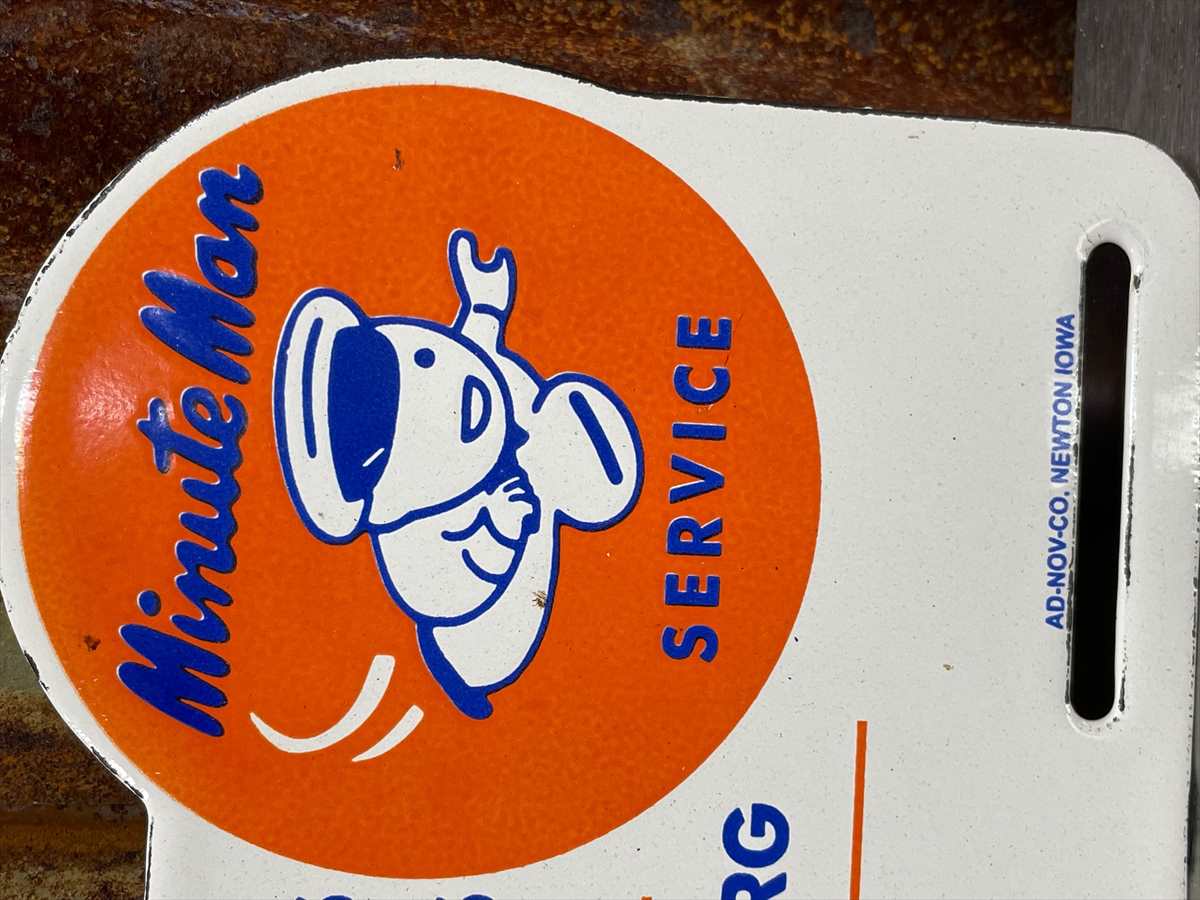 Minute Man
SERVICE
RG
AD-NOV-CO. NEWTON IOWA